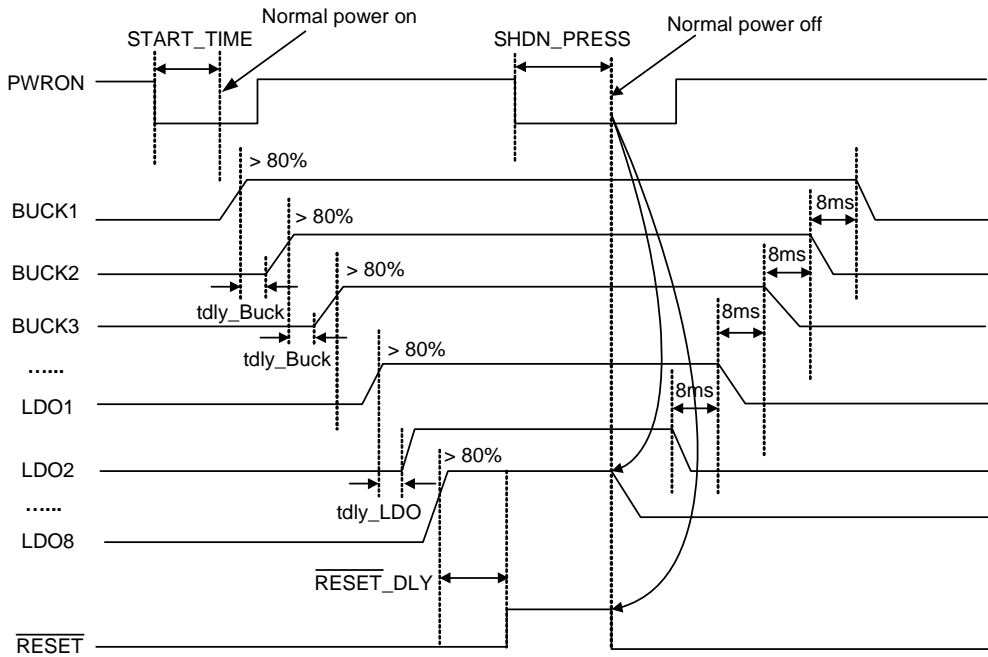 Normal power on
START_TIME
SHDN_PRESS
Normal power off
PWRON
> 80%
BUCK1
8ms
> 80%
BUCK2
8ms
> 80%
tdly_Buck
BUCK3
8ms
tdly_Buck
> 80%
......
8ms
LDO1
LDO2
> 80%
......
tdly_LDO
LDO8
RESET_DLY
RESET